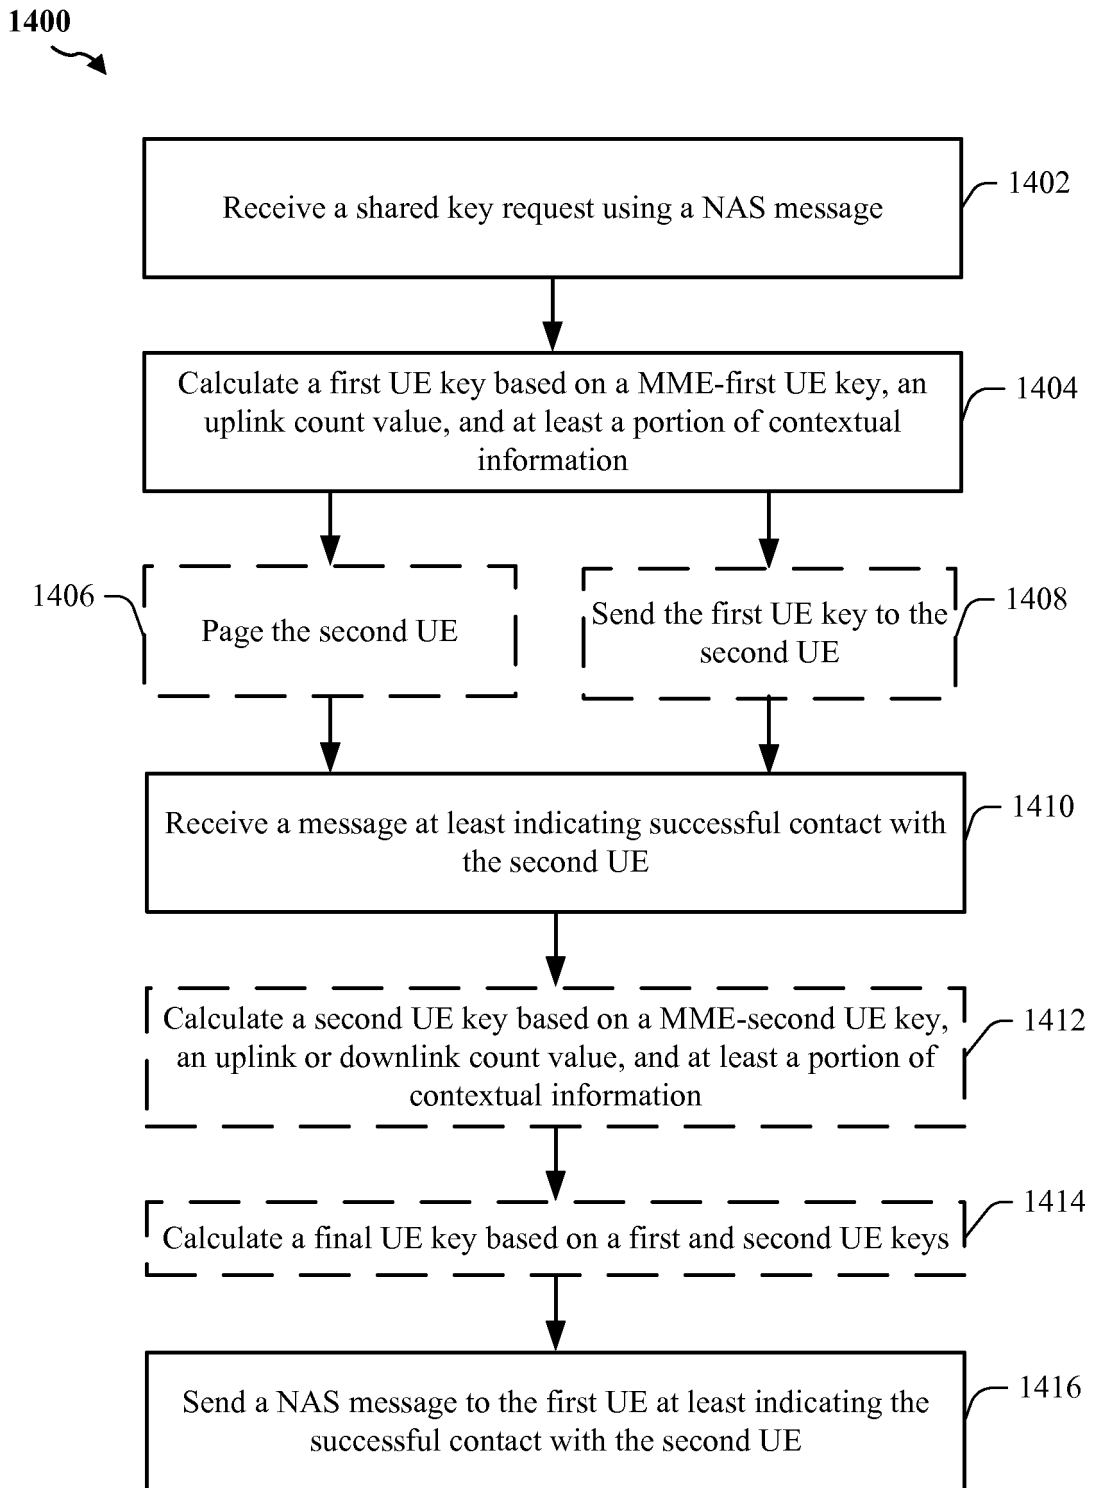 1400
Receive a shared key request using a NAS message
1402
Calculate a first UE key based on a MME-first UE key, an
uplink count value, and at least a portion of contextual
information
1404
1406
Page the second UE
Send the first UE key to the
second UE
1408
Receive a message at least indicating successful contact with
the second UE
1410
Calculate a second UE key based on a MME-second UE key,
an uplink or downlink count value, and at least a portion of
contextual information
1412
Calculate a final UE key based on a first and second UE keys
1414
Send a NAS message to the first UE at least indicating the
successful contact with the second UE
1416